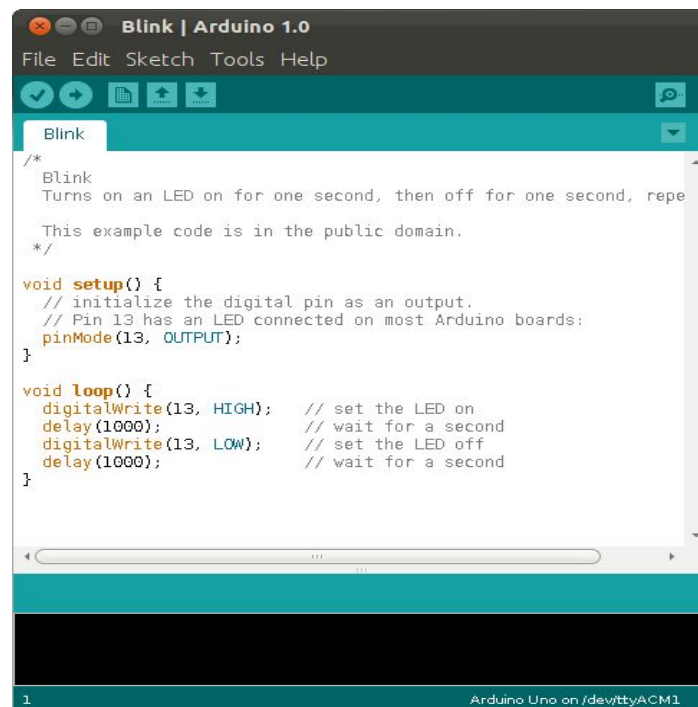 Blink | Arduino 1.0
File Edit Sketch Tools Help
Blink
/*
  Blink
  Turns on an LED on for one second, then off for one second, repe

  This example code is in the public domain.
 */

void setup() {
  // initialize the digital pin as an output.
  // Pin 13 has an LED connected on most Arduino boards:
  pinMode(13, OUTPUT);
}

void loop() {
  digitalWrite(13, HIGH);   // set the LED on
  delay(1000);              // wait for a second
  digitalWrite(13, LOW);    // set the LED off
  delay(1000);              // wait for a second
}
1 Arduino Uno on /dev/ttyACM1